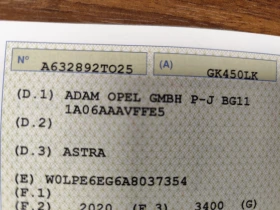 Nº A632892TO25 (A) GK450LK
(D.1) ADAM OPEL GMBH P-J BG11
1A06AAAVFFE5
(D.2)
(D.3) ASTRA
(E) W0LPE6EG6A8037354
(F.1)
(F.2) 2020 (F.3) 3400 (G)